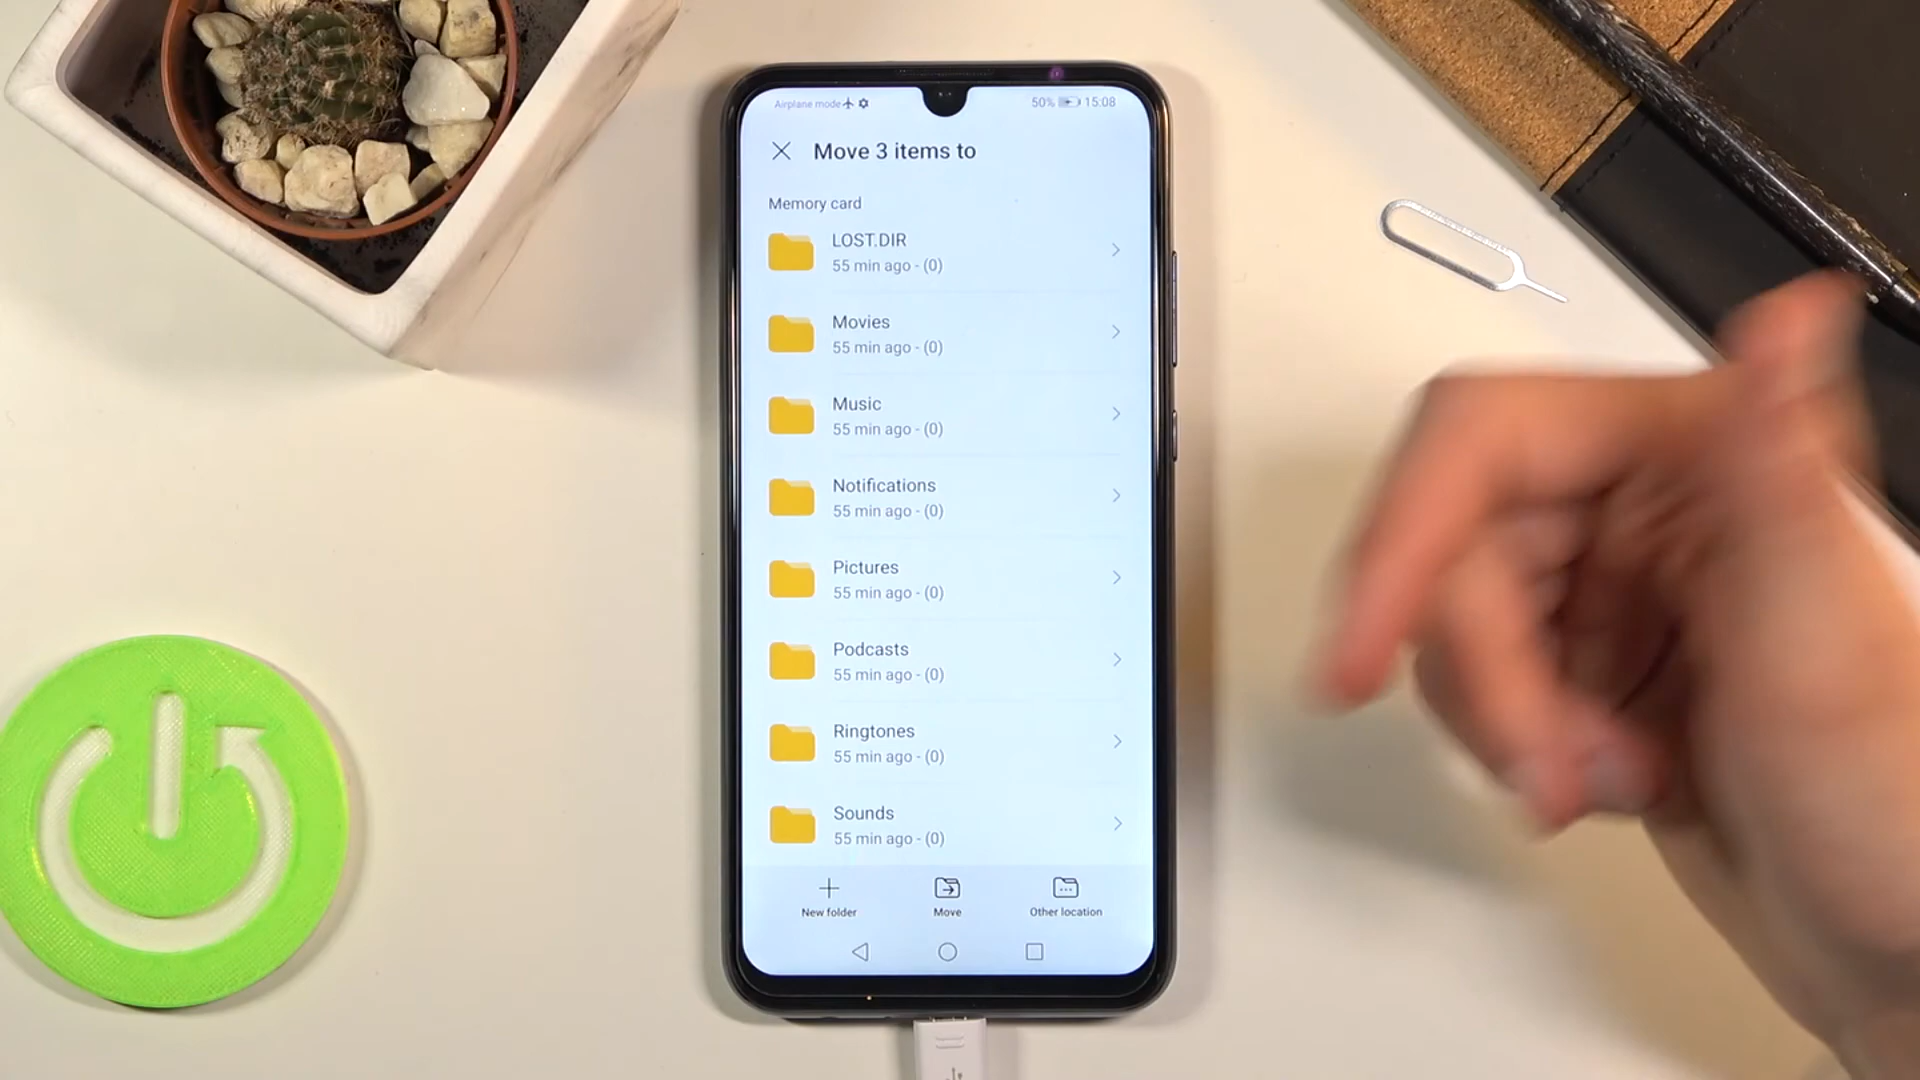 Airplane mode
50% 15:08
Move 3 items to
Memory card
LOST.DIR
55 min ago - (0)
Movies
55 min ago - (0)
Music
55 min ago - (0)
Notifications
55 min ago - (0)
Pictures
55 min ago - (0)
Podcasts
55 min ago - (0)
Ringtones
55 min ago - (0)
Sounds
55 min ago - (0)
New folder
Move
Other location